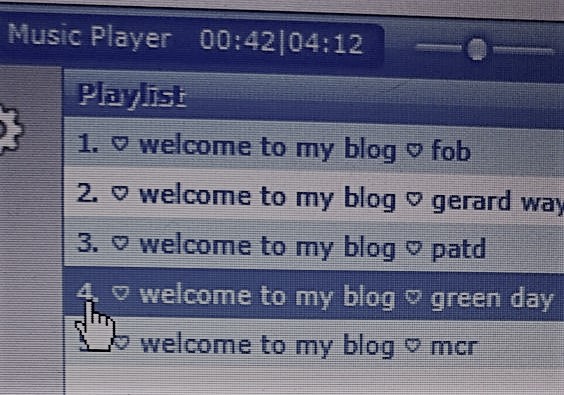 Music Player 00:42|04:12
Playlist
1. ♡ welcome to my blog ♡ fob
2. ♡ welcome to my blog ♡ gerard way
3. ♡ welcome to my blog ♡ patd
4. ♡ welcome to my blog ♡ green day
♡ welcome to my blog ♡ mcr